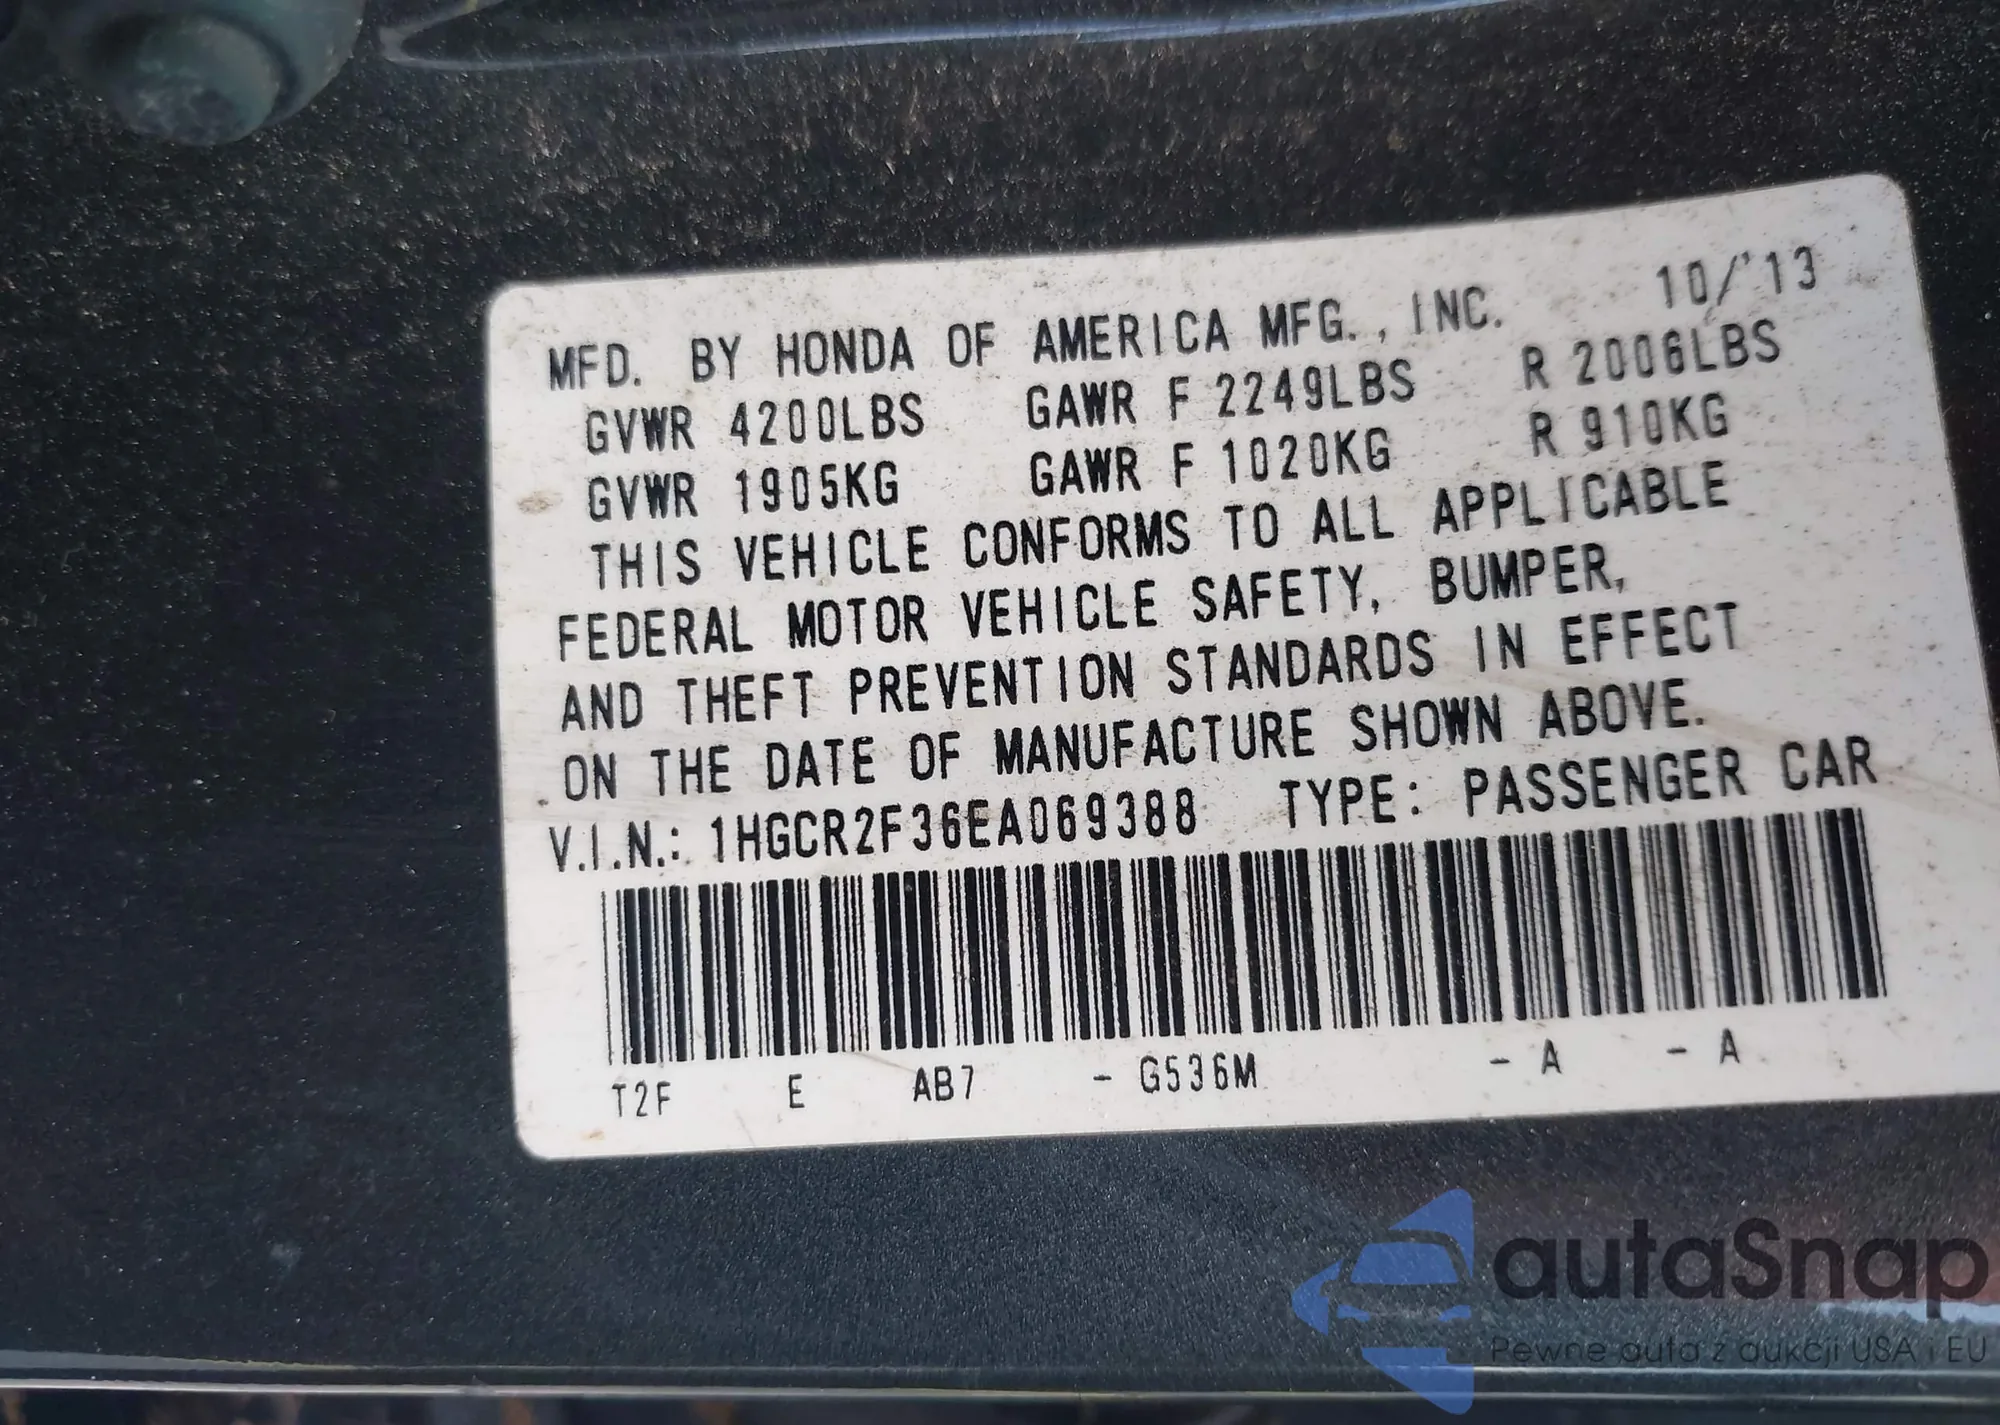 MFD. BY HONDA OF AMERICA MFG., INC. 10/'13
GVWR 4200LBS GAWR F 2249LBS R 2006LBS
GVWR 1905KG GAWR F 1020KG R 910KG
THIS VEHICLE CONFORMS TO ALL APPLICABLE
FEDERAL MOTOR VEHICLE SAFETY, BUMPER,
AND THEFT PREVENTION STANDARDS IN EFFECT
ON THE DATE OF MANUFACTURE SHOWN ABOVE.
V.I.N.: 1HGCR2F36EA069388 TYPE: PASSENGER CAR
T2F E AB7 - G536M - A - A
autaSnap
Pewne auta z aukcji USA i EU